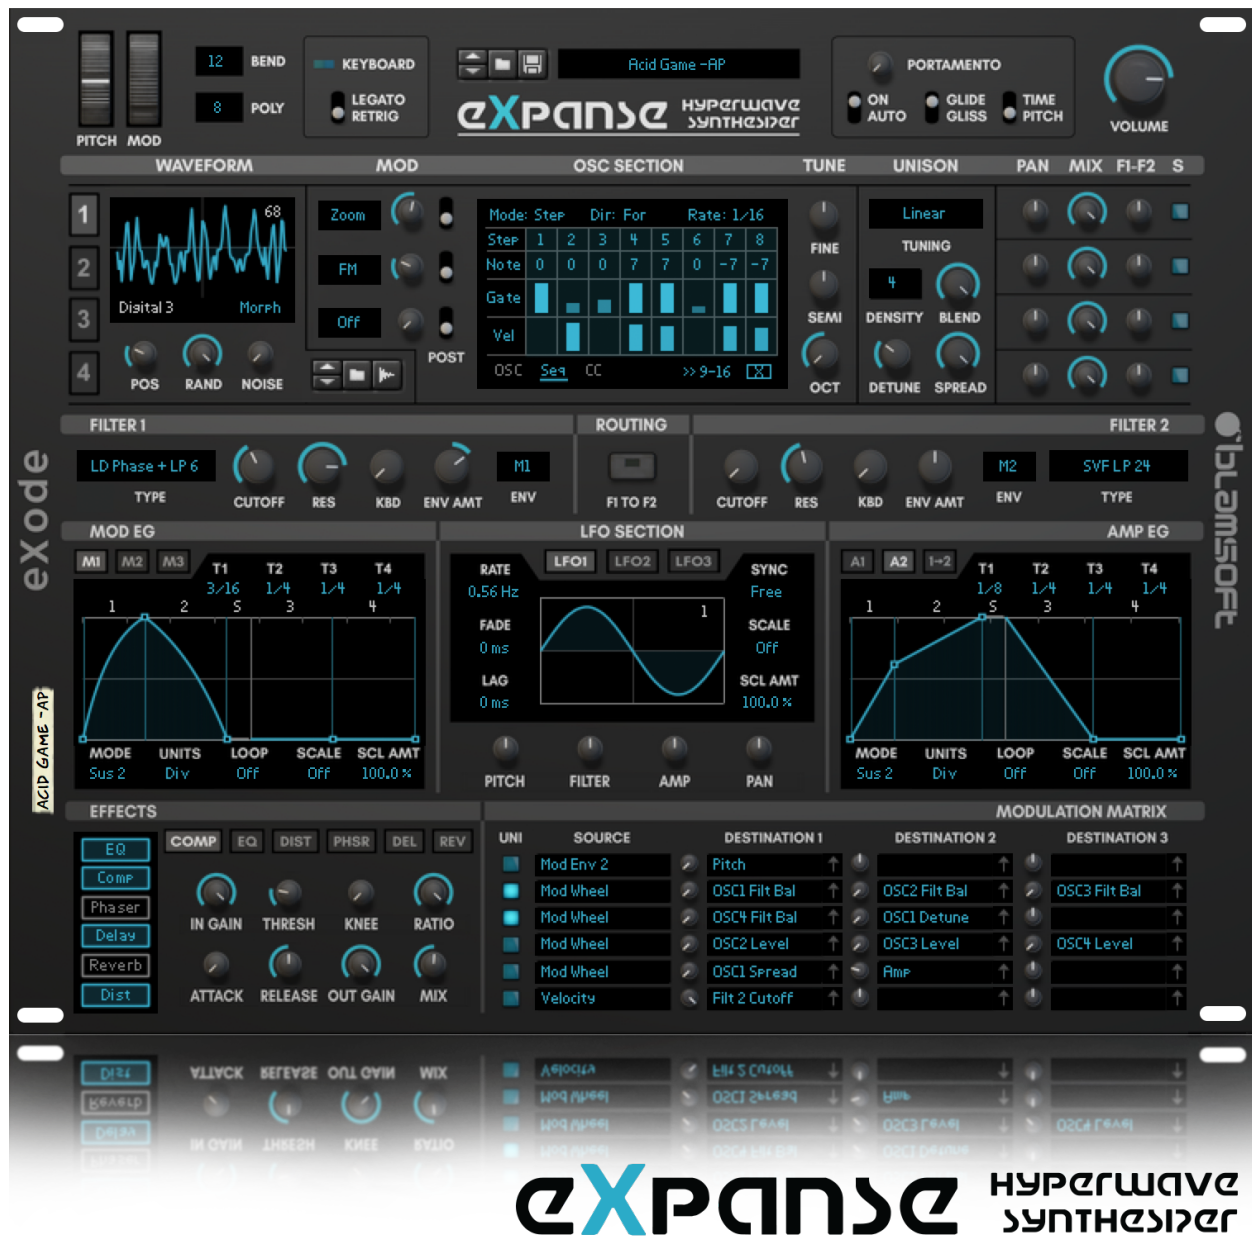 12 BEND
8 POLY
PITCH MOD
KEYBOARD
LEGATO
RETRIG
Acid Game -AP
eXpanse HYPERWAVE
SYNTHESIZER
PORTAMENTO
ON
AUTO
GLIDE
GLISS
TIME
PITCH
VOLUME
WAVEFORM MOD OSC SECTION TUNE UNISON PAN MIX F1-F2 S
1
2
3
4
68
Digital 3 Morph
POS RAND NOISE
Zoom
FM
Off
POST
Mode: Step Dir: For Rate: 1/16
Step 1 2 3 4 5 6 7 8
Note 0 0 0 7 7 0 -7 -7
Gate
Vel
OSC Seq CC >> 9-16 [X]
FINE
SEMI
OCT
Linear
TUNING
4
DENSITY BLEND
DETUNE SPREAD
FILTER 1 ROUTING FILTER 2
LD Phase + LP 6
TYPE
CUTOFF RES KBD ENV AMT
M1
ENV
F1 TO F2
CUTOFF RES KBD ENV AMT
M2
ENV
SVF LP 24
TYPE
eXode
blamsoft
ACID GAME -AP
MOD EG LFO SECTION AMP EG
M1 M2 M3
T1 T2 T3 T4
3/16 1/4 1/4 1/4
1 2 S 3 4
MODE UNITS LOOP SCALE SCL AMT
Sus 2 Div Off Off 100.0 %
LFO1 LFO2 LFO3
RATE
0.56 Hz
FADE
0 ms
LAG
0 ms
1
SYNC
Free
SCALE
Off
SCL AMT
100.0 %
PITCH FILTER AMP PAN
A1 A2 1→2
T1 T2 T3 T4
1/8 1/4 1/4 1/4
1 2 S 3 4
MODE UNITS LOOP SCALE SCL AMT
Sus 2 Div Off Off 100.0 %
EFFECTS MODULATION MATRIX
EQ
Comp
Phaser
Delay
Reverb
Dist
COMP EQ DIST PHSR DEL REV
IN GAIN THRESH KNEE RATIO
ATTACK RELEASE OUT GAIN MIX
UNI SOURCE DESTINATION 1 DESTINATION 2 DESTINATION 3
Mod Env 2 Pitch
Mod Wheel OSC1 Filt Bal OSC2 Filt Bal OSC3 Filt Bal
Mod Wheel OSC4 Filt Bal OSC1 Detune
Mod Wheel OSC2 Level OSC3 Level OSC4 Level
Mod Wheel OSC1 Spread Amp
Velocity Filt 2 Cutoff
eXpanse HYPERWAVE
SYNTHESIZER